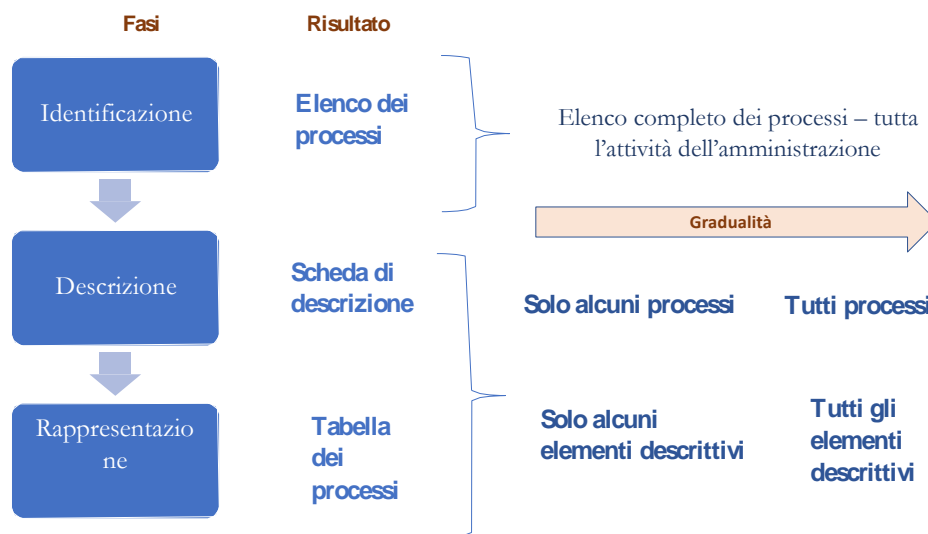 Fasi
Risultato
Identificazione
Elenco dei
processi
Elenco completo dei processi – tutta
l'attività dell'amministrazione
Gradualità
Descrizione
Scheda di
descrizione
Solo alcuni processi
Tutti processi
Rappresentazio
ne
Tabella
dei
processi
Solo alcuni
elementi descrittivi
Tutti gli
elementi
descrittivi